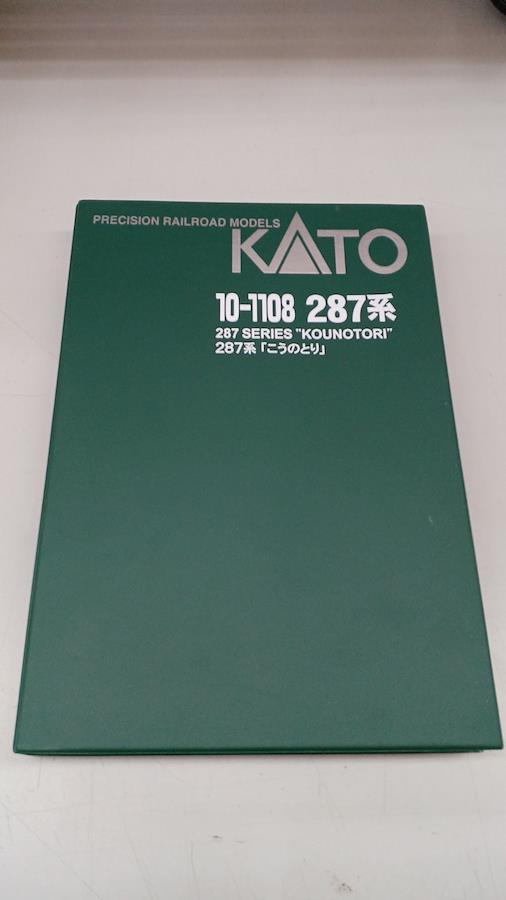 PRECISION RAILROAD MODELS
KATO
10-1108 287系
287 SERIES "KOUNOTORI"
287系「こうのとり」